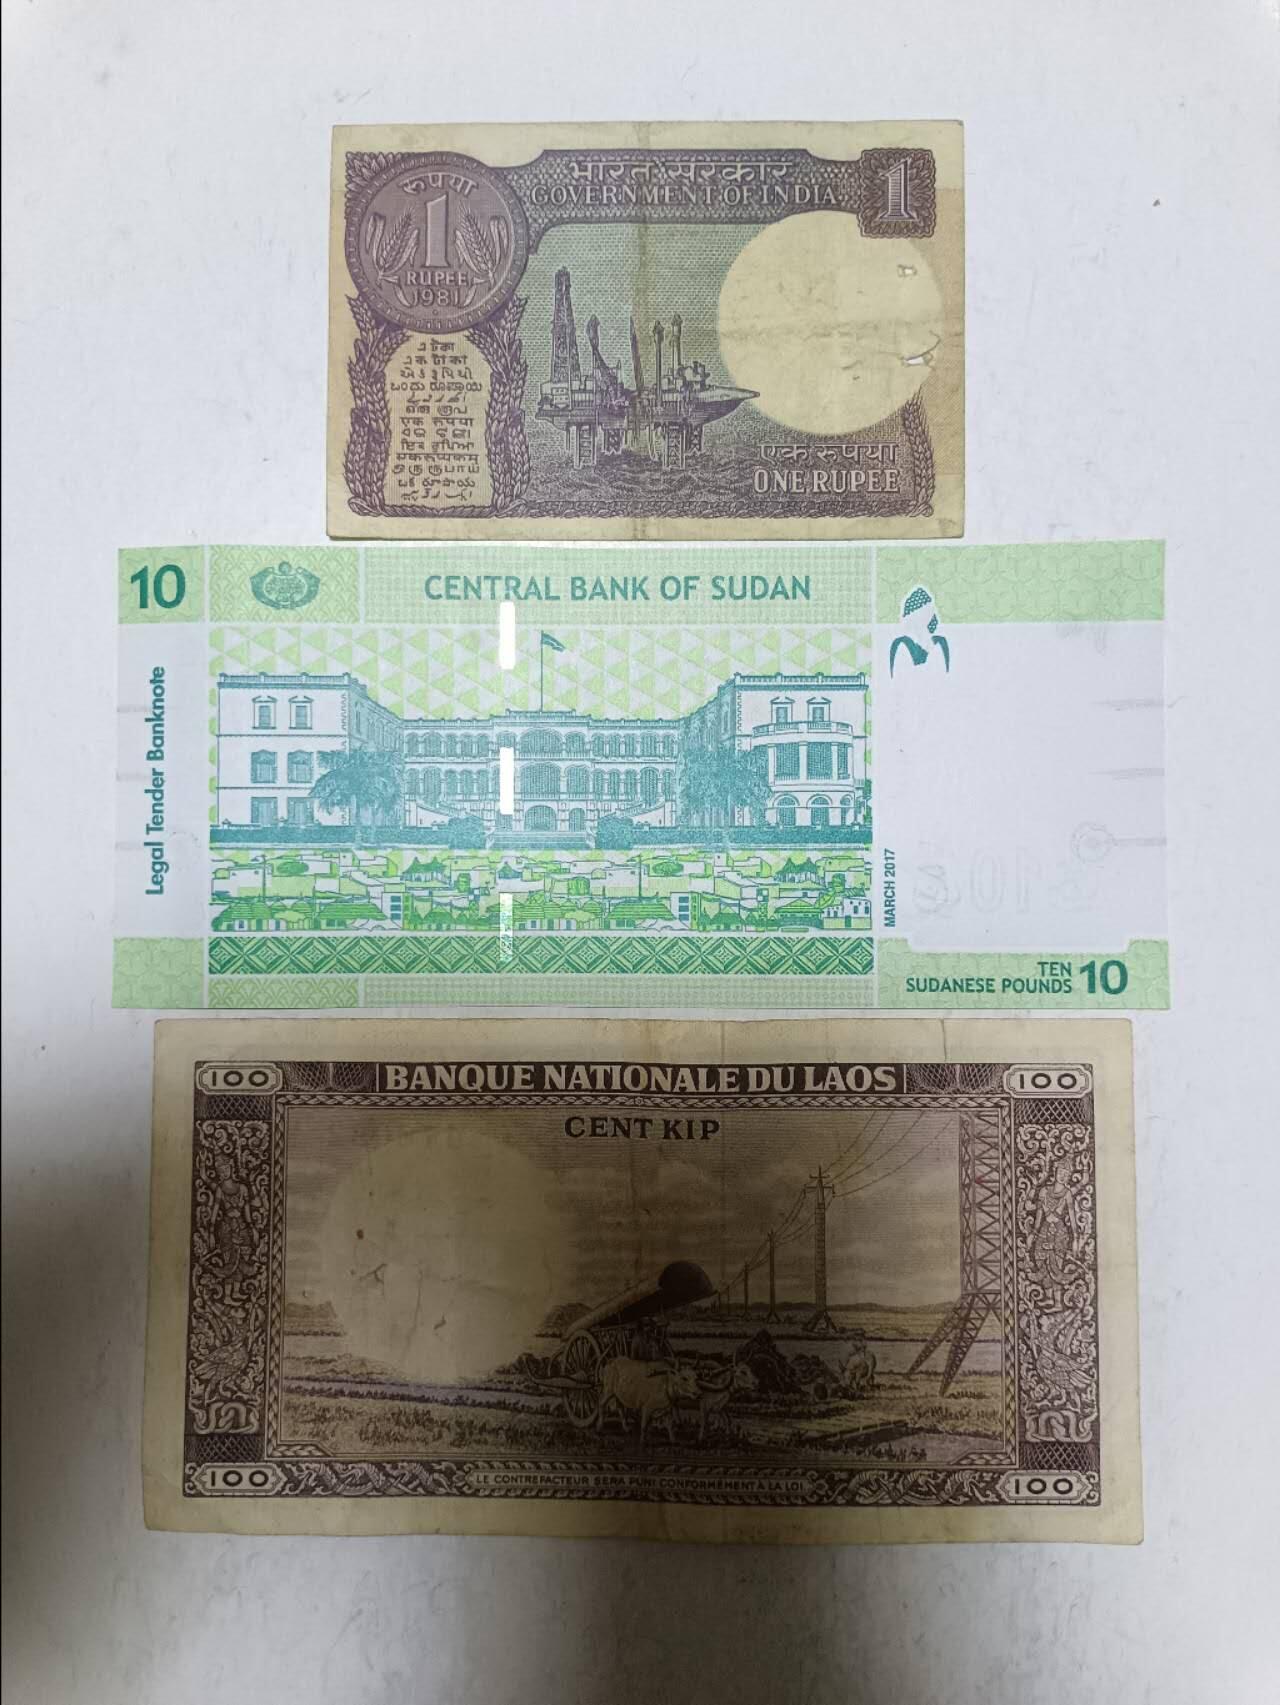 रुपया
1
RUPEE
1981
भारत सरकार
GOVERNMENT OF INDIA
1
एक रुपया
ONE RUPEE
10
CENTRAL BANK OF SUDAN
Legal Tender Banknote
MARCH 2017
TEN
SUDANESE POUNDS 10
100
BANQUE NATIONALE DU LAOS
100
CENT KIP
100
LE CONTREFACTEUR SERA PUNI CONFORMÉMENT À LA LOI
100